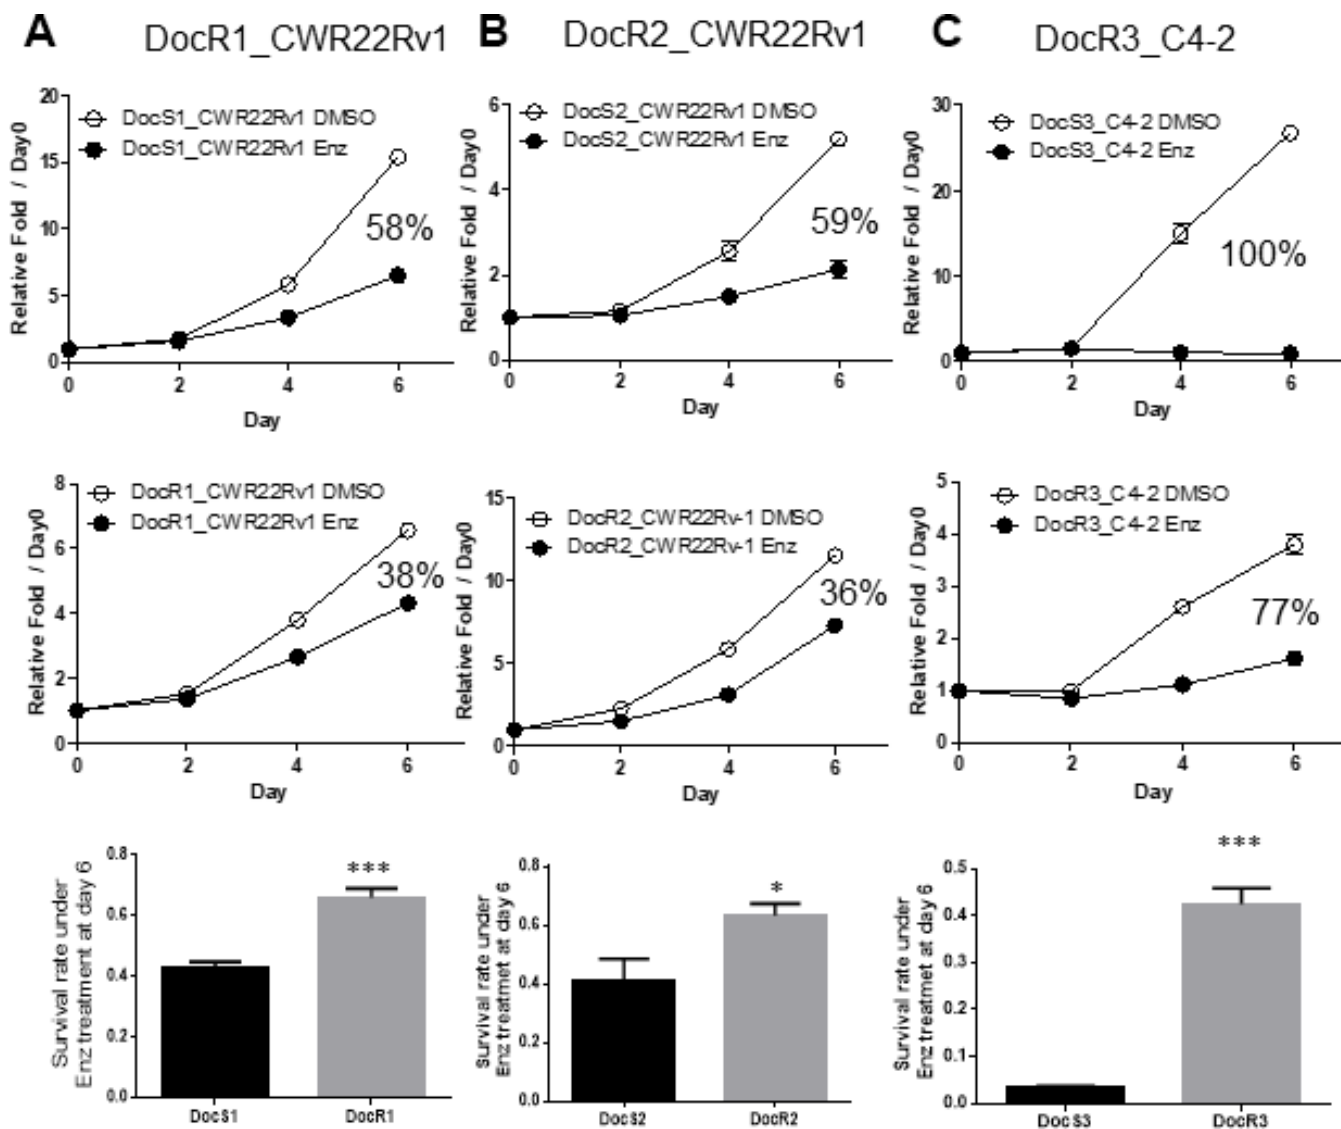 A DocR1_CWR22Rv1
B DocR2_CWR22Rv1
C DocR3_C4-2
Relative Fold / Day0
20
15
10
5
0
DocS1_CWR22Rv1 DMSO
DocS1_CWR22Rv1 Enz
58%
0 2 4 6
Day
Relative Fold / Day0
6
4
2
0
DocS2_CWR22Rv1 DMSO
DocS2_CWR22Rv1 Enz
59%
0 2 4 6
Day
Relative Fold / Day0
30
20
10
0
DocS3_C4-2 DMSO
DocS3_C4-2 Enz
100%
0 2 4 6
Day
Relative Fold / Day0
8
6
4
2
0
DocR1_CWR22Rv1 DMSO
DocR1_CWR22Rv1 Enz
38%
0 2 4 6
Day
Relative Fold / Day0
15
10
5
0
DocR2_CWR22Rv-1 DMSO
DocR2_CWR22Rv-1 Enz
36%
0 2 4 6
Day
Relative Fold / Day0
5
4
3
2
1
0
DocR3_C4-2 DMSO
DocR3_C4-2 Enz
77%
0 2 4 6
Day
Survival rate under
Enz treatment at day 6
0.8
0.6
0.4
0.2
0.0
***
DocS1 DocR1
Survival rate under
Enz treatmet at day 6
0.8
0.6
0.4
0.2
0.0
*
DocS2 DocR2
Survival rate under
Enz treatmet at day 6
0.5
0.4
0.3
0.2
0.1
0.0
***
DocS3 DocR3